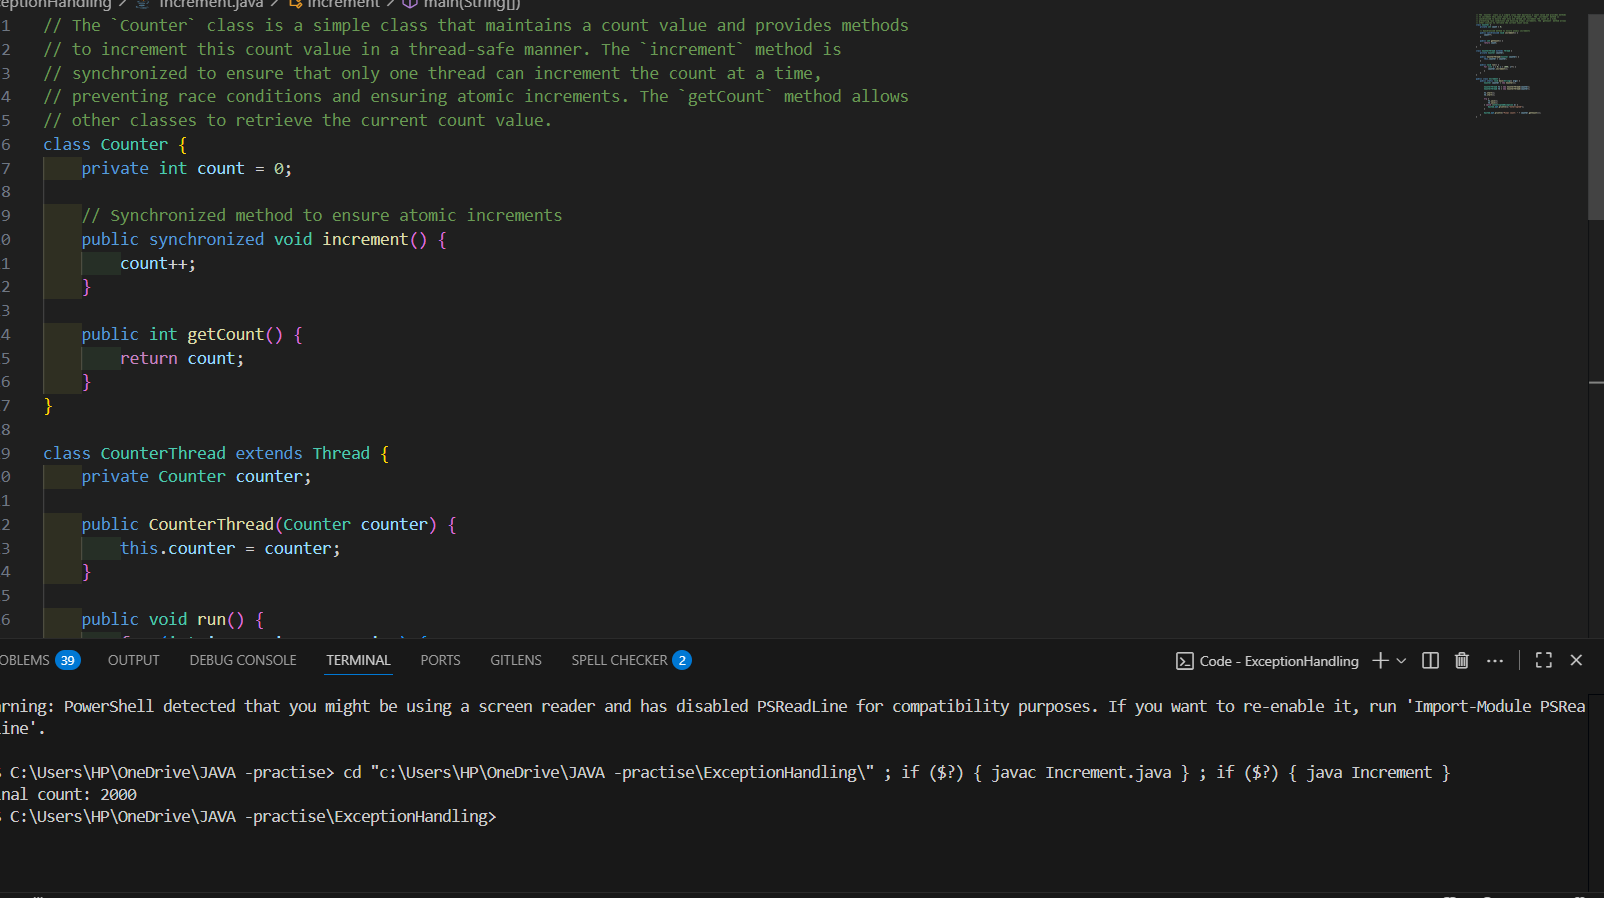 eptionHandling > Increment.java > Increment > main(String[])
1 // The `Counter` class is a simple class that maintains a count value and provides methods
2 // to increment this count value in a thread-safe manner. The `increment` method is
3 // synchronized to ensure that only one thread can increment the count at a time,
4 // preventing race conditions and ensuring atomic increments. The `getCount` method allows
5 // other classes to retrieve the current count value.
6 class Counter {
7 private int count = 0;
8
9 // Synchronized method to ensure atomic increments
0 public synchronized void increment() {
1 count++;
2 }
3
4 public int getCount() {
5 return count;
6 }
7 }
8
9 class CounterThread extends Thread {
0 private Counter counter;
1
2 public CounterThread(Counter counter) {
3 this.counter = counter;
4 }
5
6 public void run() {
OBLEMS 39 OUTPUT DEBUG CONSOLE TERMINAL PORTS GITLENS SPELL CHECKER 2 Code - ExceptionHandling
rning: PowerShell detected that you might be using a screen reader and has disabled PSReadLine for compatibility purposes. If you want to re-enable it, run 'Import-Module PSRea
ine'.
C:\Users\HP\OneDrive\JAVA -practise> cd "c:\Users\HP\OneDrive\JAVA -practise\ExceptionHandling\" ; if ($?) { javac Increment.java } ; if ($?) { java Increment }
nal count: 2000
C:\Users\HP\OneDrive\JAVA -practise\ExceptionHandling>